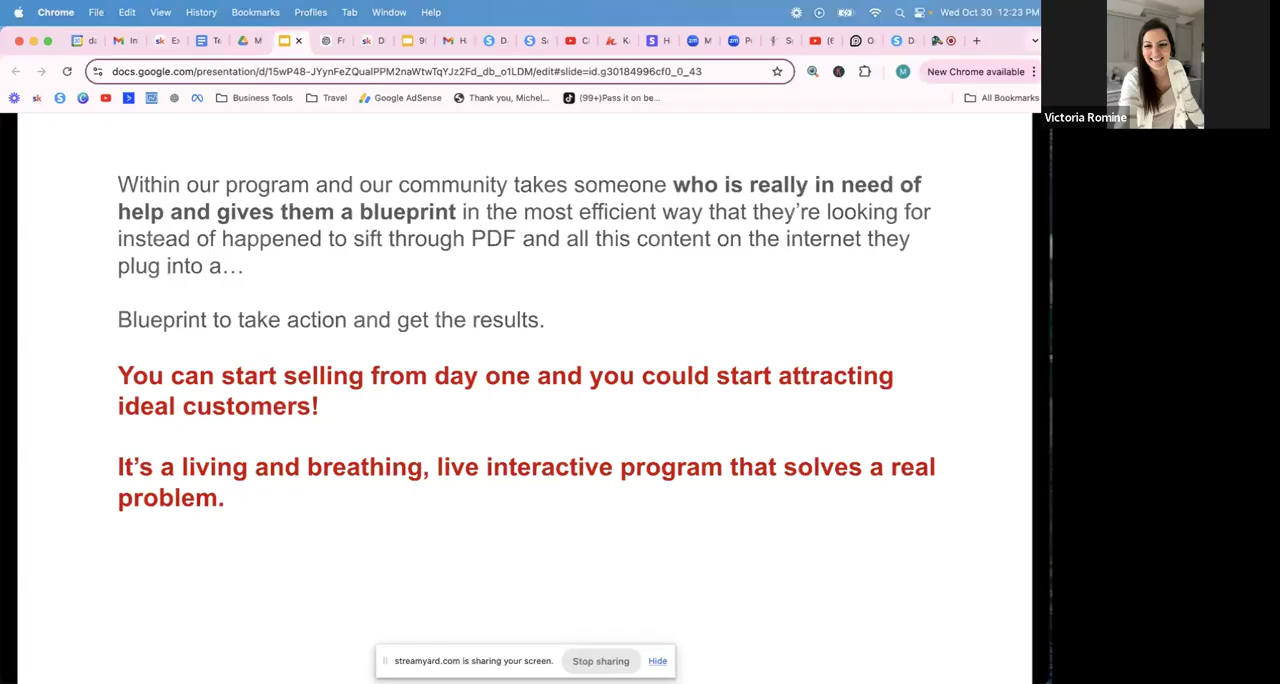 Chrome File Edit View History Bookmarks Profiles Tab Window Help Wed Oct 30 12:23 PM
docs.google.com/presentation/d/15wP48-JYynFeZQualPPM2naWtwTqYJz2Fd_db_o1LDM/edit#slide=id.g30184996cf0_0_43 New Chrome available
Business Tools Travel Google AdSense Thank you, Michel... (99+)Pass it on be... All Bookmarks
Victoria Romine
Within our program and our community takes someone who is really in need of
help and gives them a blueprint in the most efficient way that they're looking for
instead of happened to sift through PDF and all this content on the internet they
plug into a…
Blueprint to take action and get the results.
You can start selling from day one and you could start attracting
ideal customers!
It's a living and breathing, live interactive program that solves a real
problem.
streamyard.com is sharing your screen. Stop sharing Hide